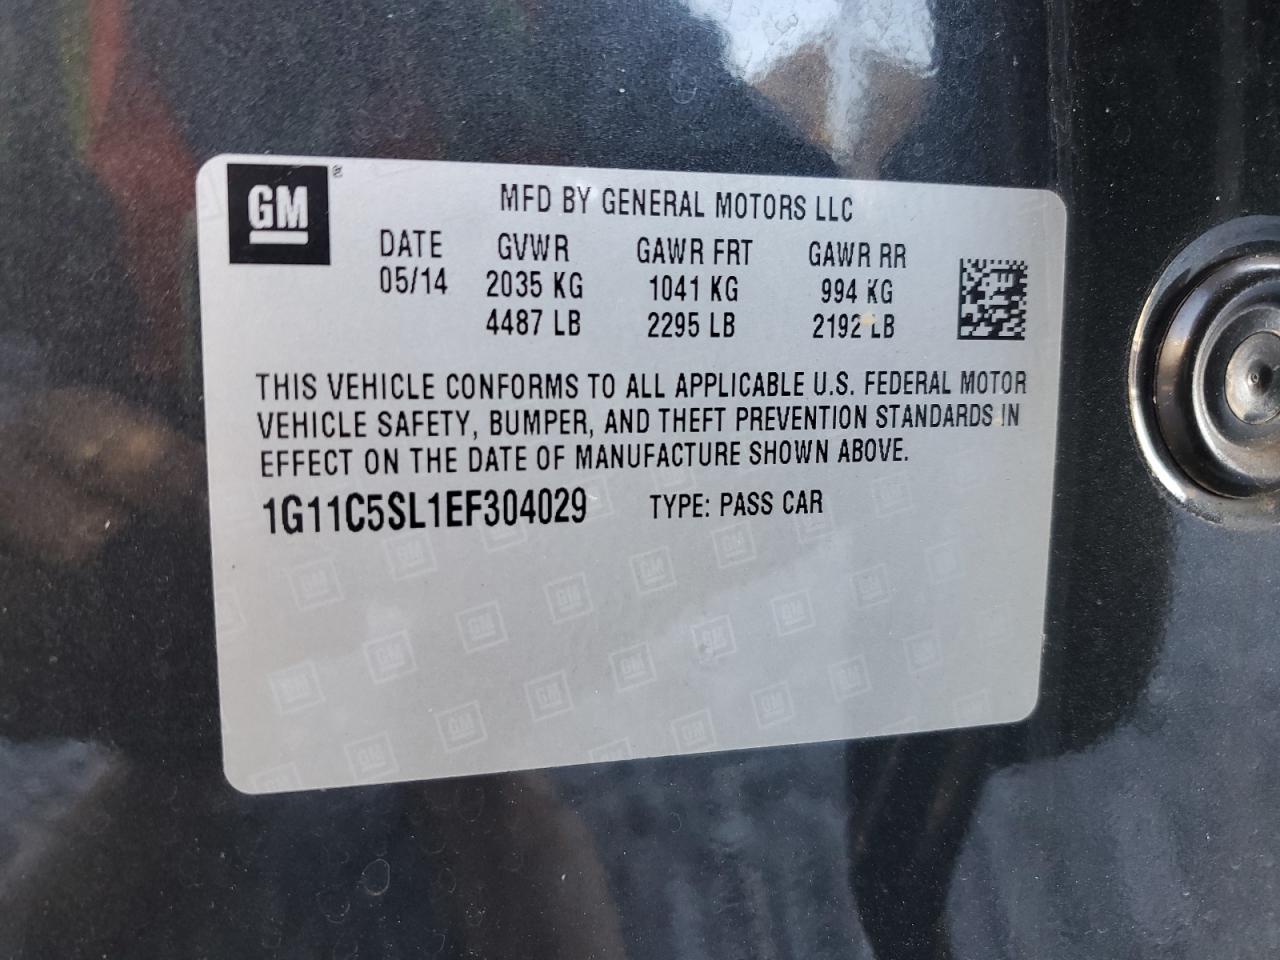 GM ®
MFD BY GENERAL MOTORS LLC
DATE GVWR GAWR FRT GAWR RR
05/14 2035 KG 1041 KG 994 KG
4487 LB 2295 LB 2192 LB
THIS VEHICLE CONFORMS TO ALL APPLICABLE U.S. FEDERAL MOTOR
VEHICLE SAFETY, BUMPER, AND THEFT PREVENTION STANDARDS IN
EFFECT ON THE DATE OF MANUFACTURE SHOWN ABOVE.
1G11C5SL1EF304029 TYPE: PASS CAR